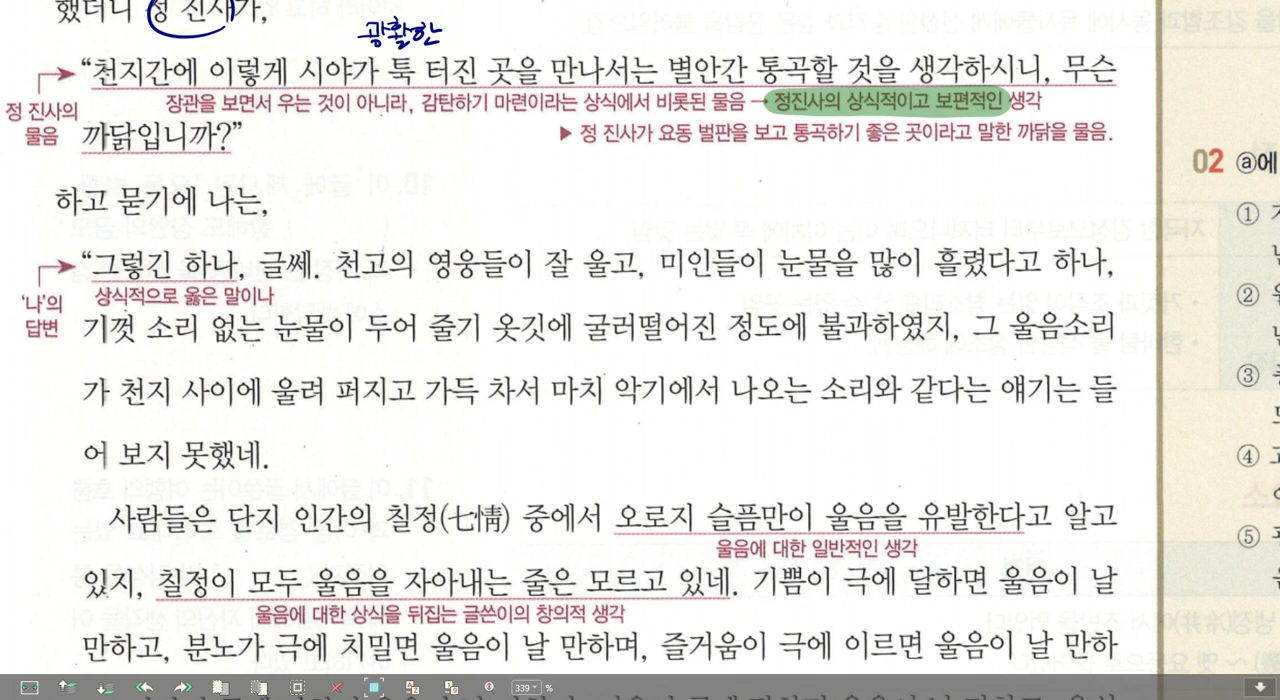 했더니 정 진사가,
광활한
“천지간에 이렇게 시야가 툭 터진 곳을 만나서는 별안간 통곡할 것을 생각하시니, 무슨
정 진사의
물음
장관을 보면서 우는 것이 아니라, 감탄하기 마련이라는 상식에서 비롯된 물음 → 정진사의 상식적이고 보편적인 생각
까닭입니까?”
▶ 정 진사가 요동 벌판을 보고 통곡하기 좋은 곳이라고 말한 까닭을 물음.
하고 묻기에 나는,
“그렇긴 하나, 글쎄. 천고의 영웅들이 잘 울고, 미인들이 눈물을 많이 흘렸다고 하나,
'나'의
답변
상식적으로 옳은 말이나
기껏 소리 없는 눈물이 두어 줄기 옷깃에 굴러떨어진 정도에 불과하였지, 그 울음소리
가 천지 사이에 울려 퍼지고 가득 차서 마치 악기에서 나오는 소리와 같다는 얘기는 들
어 보지 못했네.
사람들은 단지 인간의 칠정(七情) 중에서 오로지 슬픔만이 울음을 유발한다고 알고
울음에 대한 일반적인 생각
있지, 칠정이 모두 울음을 자아내는 줄은 모르고 있네. 기쁨이 극에 달하면 울음이 날
울음에 대한 상식을 뒤집는 글쓴이의 창의적 생각
만하고, 분노가 극에 치밀면 울음이 날 만하며, 즐거움이 극에 이르면 울음이 날 만하
02 ⓐ에
①
②
③
④
⑤
339 %